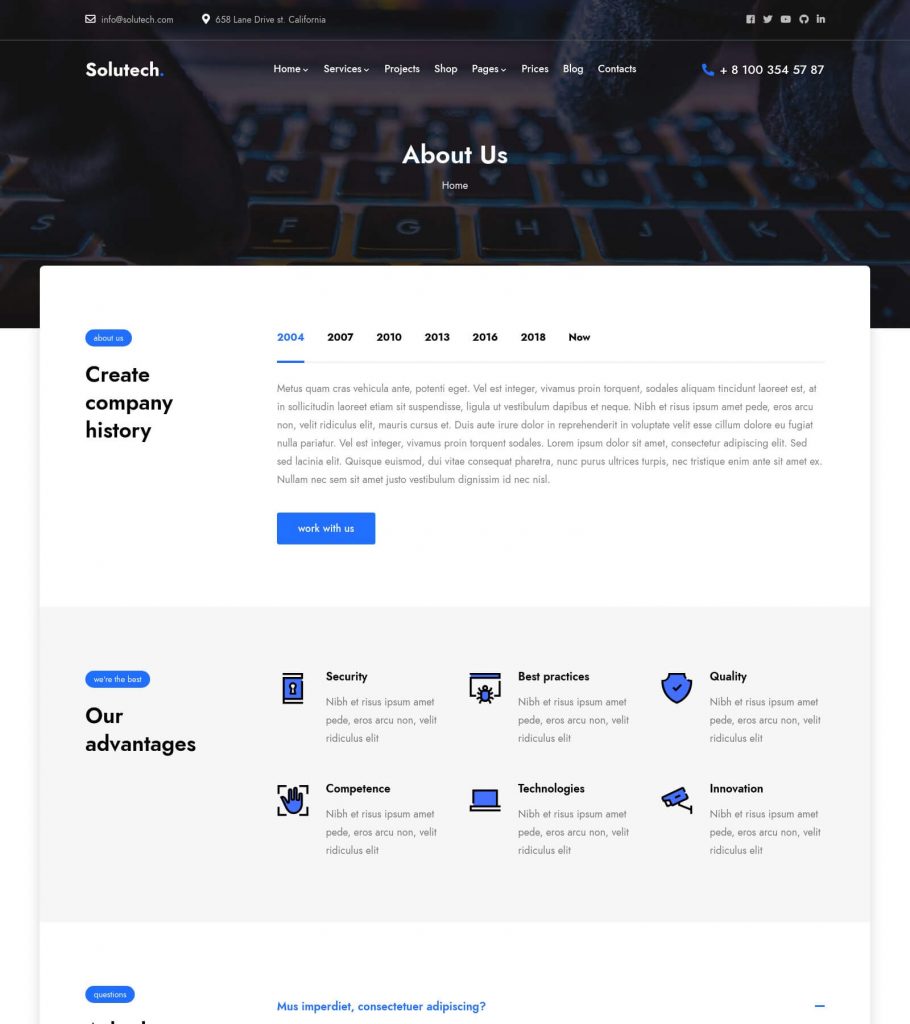 info@solutech.com
658 Lane Drive st. California
Solutech.
Home Services Projects Shop Pages Prices Blog Contacts
+ 8 100 354 57 87
About Us
Home
about us
Create
company
history
2004 2007 2010 2013 2016 2018 Now
Metus quam cras vehicula ante, potenti eget. Vel est integer, vivamus proin torquent, sodales aliquam tincidunt laoreet est, at
in sollicitudin laoreet etiam sit suspendisse, ligula ut vestibulum dapibus et neque. Nibh et risus ipsum amet pede, eros arcu
non, velit ridiculus elit, mauris cursus et. Duis aute irure dolor in reprehenderit in voluptate velit esse cillum dolore eu fugiat
nulla pariatur. Vel est integer, vivamus proin torquent sodales. Lorem ipsum dolor sit amet, consectetur adipiscing elit. Sed
sed lacinia elit. Quisque euismod, dui vitae consequat pharetra, nunc purus ultrices turpis, nec tristique enim ante sit amet ex.
Nullam nec sem sit amet justo vestibulum dignissim id nec nisl.
work with us
we're the best
Our
advantages
Security
Nibh et risus ipsum amet
pede, eros arcu non, velit
ridiculus elit
Best practices
Nibh et risus ipsum amet
pede, eros arcu non, velit
ridiculus elit
Quality
Nibh et risus ipsum amet
pede, eros arcu non, velit
ridiculus elit
Competence
Nibh et risus ipsum amet
pede, eros arcu non, velit
ridiculus elit
Technologies
Nibh et risus ipsum amet
pede, eros arcu non, velit
ridiculus elit
Innovation
Nibh et risus ipsum amet
pede, eros arcu non, velit
ridiculus elit
questions
Mus imperdiet, consectetuer adipiscing?